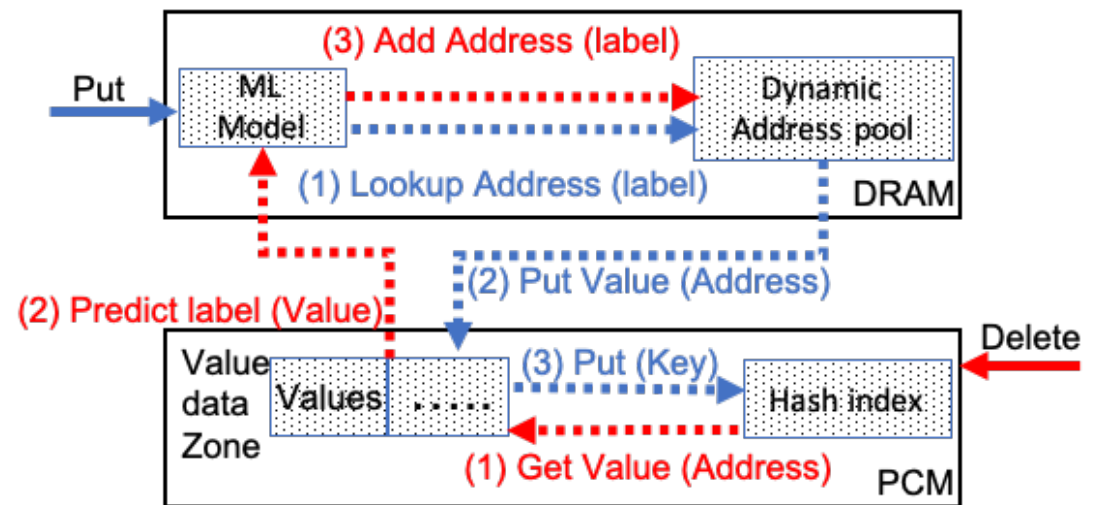 (3) Add Address (label)
Put
ML
Model
Dynamic
Address pool
(1) Lookup Address (label)
DRAM
(2) Put Value (Address)
(2) Predict label (Value)
Delete
Value
data
Zone
Values
.....
(3) Put (Key)
Hash index
(1) Get Value (Address)
PCM